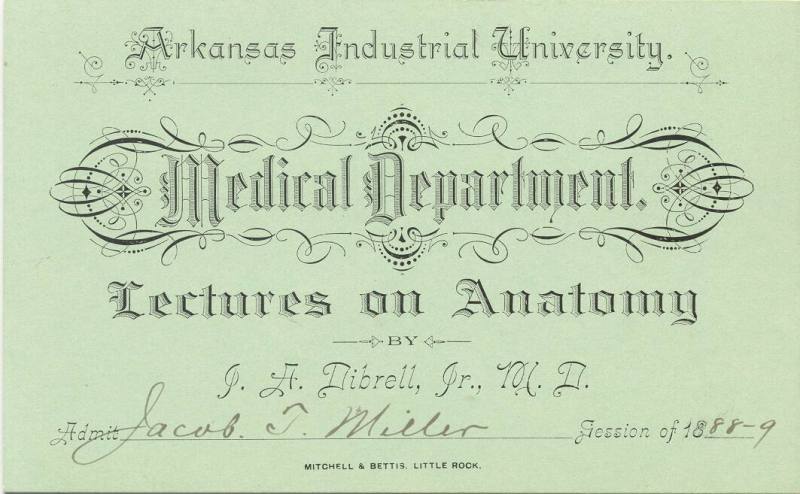 Arkansas Industrial University.
Medical Department.
Lectures on Anatomy
BY
J. A. Dibrell, Jr., M. D.
Admit Jacob. T. Miller Session of 1888-9
MITCHELL & BETTIS. LITTLE ROCK.